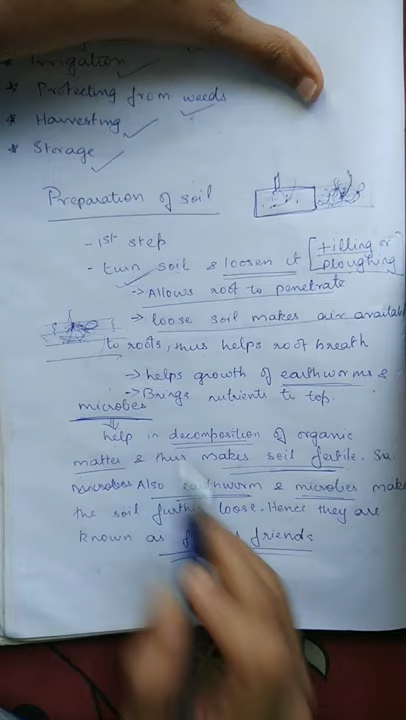 * Irrigation
* Protecting from weeds
* Harvesting
* Storage
Preparation of soil
- 1st step
- turn soil & loosen it [tilling or ploughing
→ Allows root to penetrate
→ loose soil makes air available
to roots, thus helps root breath
→ helps growth of earthworms &
microbes → Brings nutrients to top.
help in decomposition of organic
matter & thus makes soil fertile.
microbes Also earthworm & microbes make
the soil further loose. Hence they are
known as friends